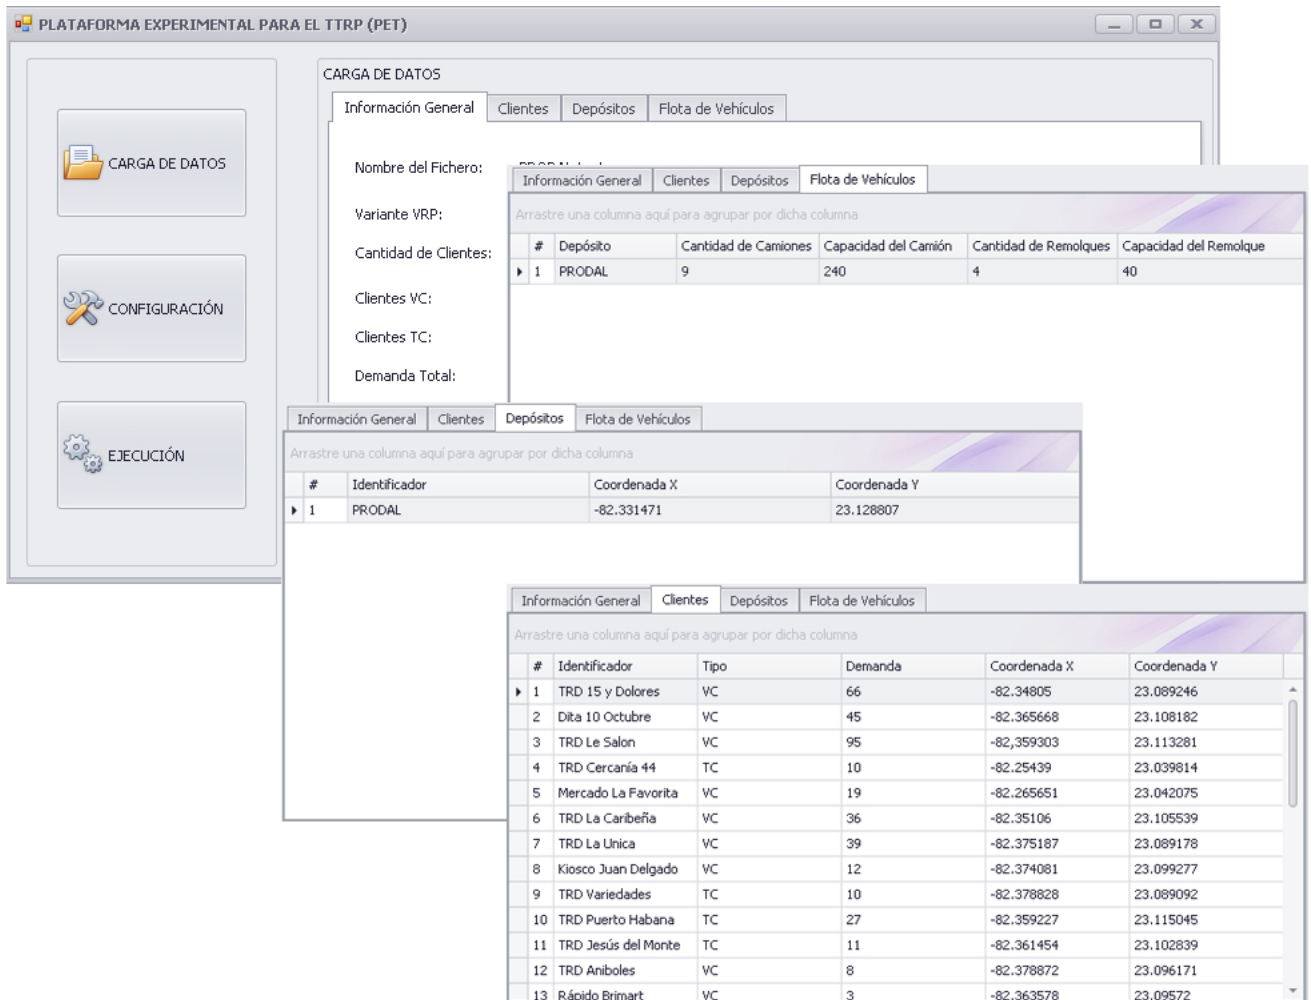 PLATAFORMA EXPERIMENTAL PARA EL TTRP (PET)
CARGA DE DATOS
CONFIGURACIÓN
EJECUCIÓN
CARGA DE DATOS
Información General Clientes Depósitos Flota de Vehículos
Nombre del Fichero:
Variante VRP:
Cantidad de Clientes:
Clientes VC:
Clientes TC:
Demanda Total:
Información General Clientes Depósitos Flota de Vehículos
Arrastre una columna aquí para agrupar por dicha columna
# Depósito Cantidad de Camiones Capacidad del Camión Cantidad de Remolques Capacidad del Remolque
1 PRODAL 9 240 4 40
Información General Clientes Depósitos Flota de Vehículos
Arrastre una columna aquí para agrupar por dicha columna
# Identificador Coordenada X Coordenada Y
1 PRODAL -82.331471 23.128807
Información General Clientes Depósitos Flota de Vehículos
Arrastre una columna aquí para agrupar por dicha columna
# Identificador Tipo Demanda Coordenada X Coordenada Y
1 TRD 15 y Dolores VC 66 -82.34805 23.089246
2 Dita 10 Octubre VC 45 -82.365668 23.108182
3 TRD Le Salon VC 95 -82,359303 23.113281
4 TRD Cercanía 44 TC 10 -82.25439 23.039814
5 Mercado La Favorita VC 19 -82.265651 23.042075
6 TRD La Caribeña VC 36 -82.35106 23.105539
7 TRD La Unica VC 39 -82.375187 23.089178
8 Kiosco Juan Delgado VC 12 -82.374081 23.099277
9 TRD Variedades TC 10 -82.378828 23.089092
10 TRD Puerto Habana TC 27 -82.359227 23.115045
11 TRD Jesús del Monte TC 11 -82.361454 23.102839
12 TRD Aniboles VC 8 -82.378872 23.096171
13 Rápido Brimart VC 3 -82.363578 23.09572